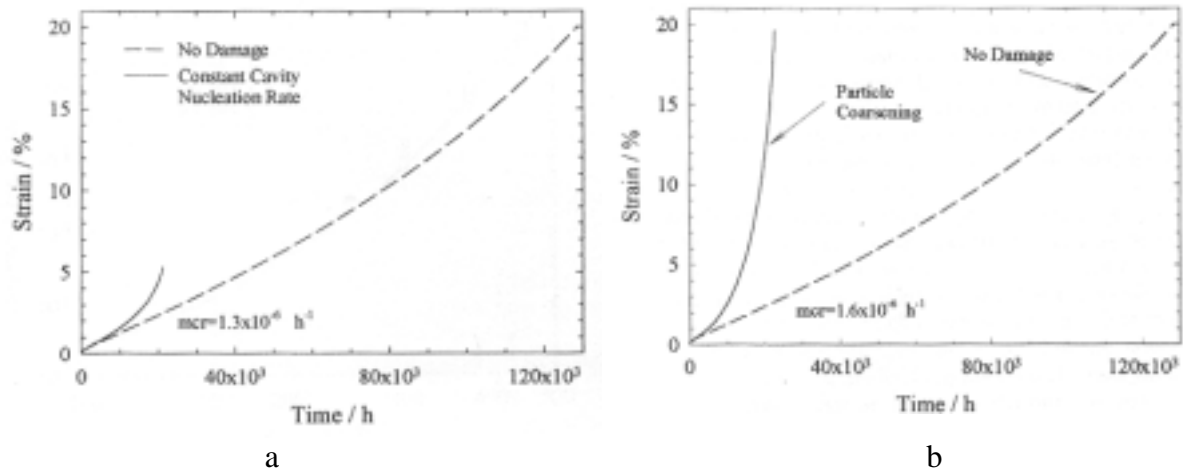 20
15
10
5
0
Strain / %
No Damage
Constant Cavity
Nucleation Rate
mcr=1.3x10⁻⁶ h⁻¹
0
40x10³
80x10³
120x10³
Time / h
a
20
15
10
5
0
Strain / %
No Damage
Particle
Coarsening
mcr=1.6x10⁻⁶ h⁻¹
0
40x10³
80x10³
120x10³
Time / h
b